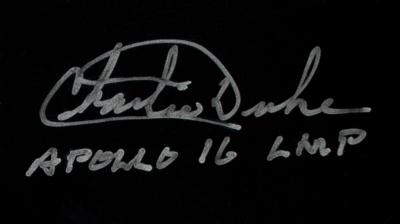 Charlie Duke
APOLLO 16 LMP